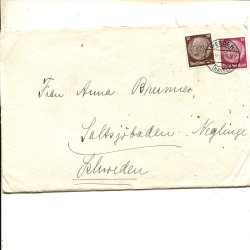 Frau Anna Brunner,
Saltsjöbaden-Neglinge
Schweden